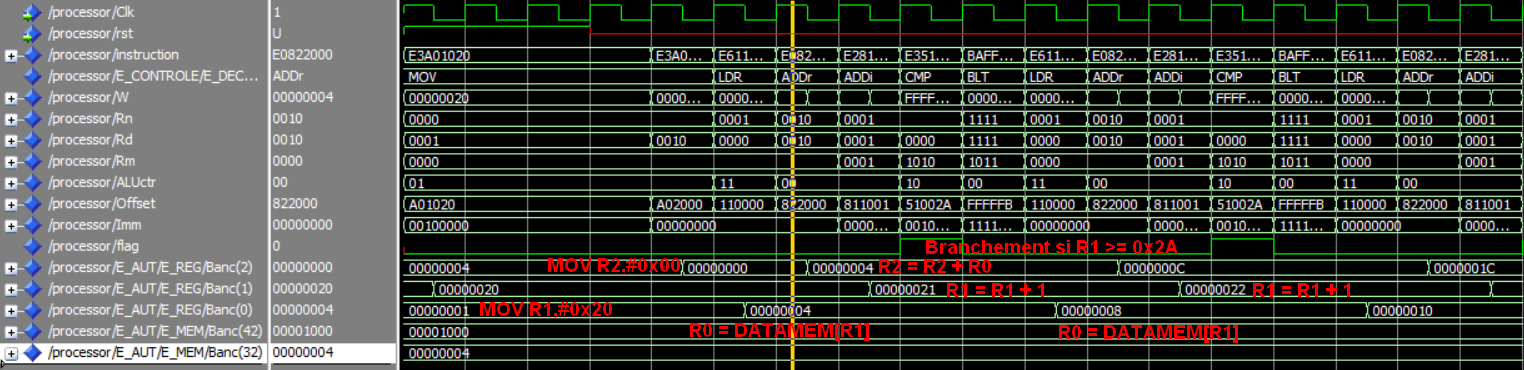 /processor/Clk 1
/processor/rst U
/processor/instruction E0822000 E3A01020 E3A0... E611... E082... E281... E351... BAFF... E611... E082... E281... E351... BAFF... E611... E082... E281...
/processor/E_CONTROLE/E_DEC... ADDr MOV LDR ADDr ADDi CMP BLT LDR ADDr ADDi CMP BLT LDR ADDr ADDi
/processor/W 00000004 00000020 0000... 0000... FFFF... 0000... 0000... FFFF... 0000... 0000...
/processor/Rn 0010 0000 0001 0010 0001 1111 0001 0010 0001 1111 0001 0010 0001
/processor/Rd 0010 0001 0010 0000 0010 0001 0000 1111 0000 0010 0001 0000 1111 0000 0010 0001
/processor/Rm 0000 0000 0001 1010 1011 0000 0001 1010 1011 0000 0001
/processor/ALUctr 00 01 11 00 10 00 11 00 10 00 11 00
/processor/Offset 822000 A01020 A02000 110000 822000 811001 51002A FFFFFB 110000 822000 811001 51002A FFFFFB 110000 822000 811001
/processor/Imm 00000000 00100000 00000000 0000... 0010... 1111... 00000000 0000... 0010... 1111... 00000000 0000...
/processor/flag 0 Branchement si R1 >= 0x2A
/processor/E_AUT/E_REG/Banc(2) 00000000 00000004 MOV R2,#0x00 00000000 00000004 R2 = R2 + R0 0000000C 0000001C
/processor/E_AUT/E_REG/Banc(1) 00000020 00000020 00000021 R1 = R1 + 1 00000022 R1 = R1 + 1
/processor/E_AUT/E_REG/Banc(0) 00000004 00000001 MOV R1,#0x20 00000004 00000008 00000010
/processor/E_AUT/E_MEM/Banc(42) 00001000 00001000 R0 = DATAMEM[R1] R0 = DATAMEM[R1]
/processor/E_AUT/E_MEM/Banc(32) 00000004 00000004